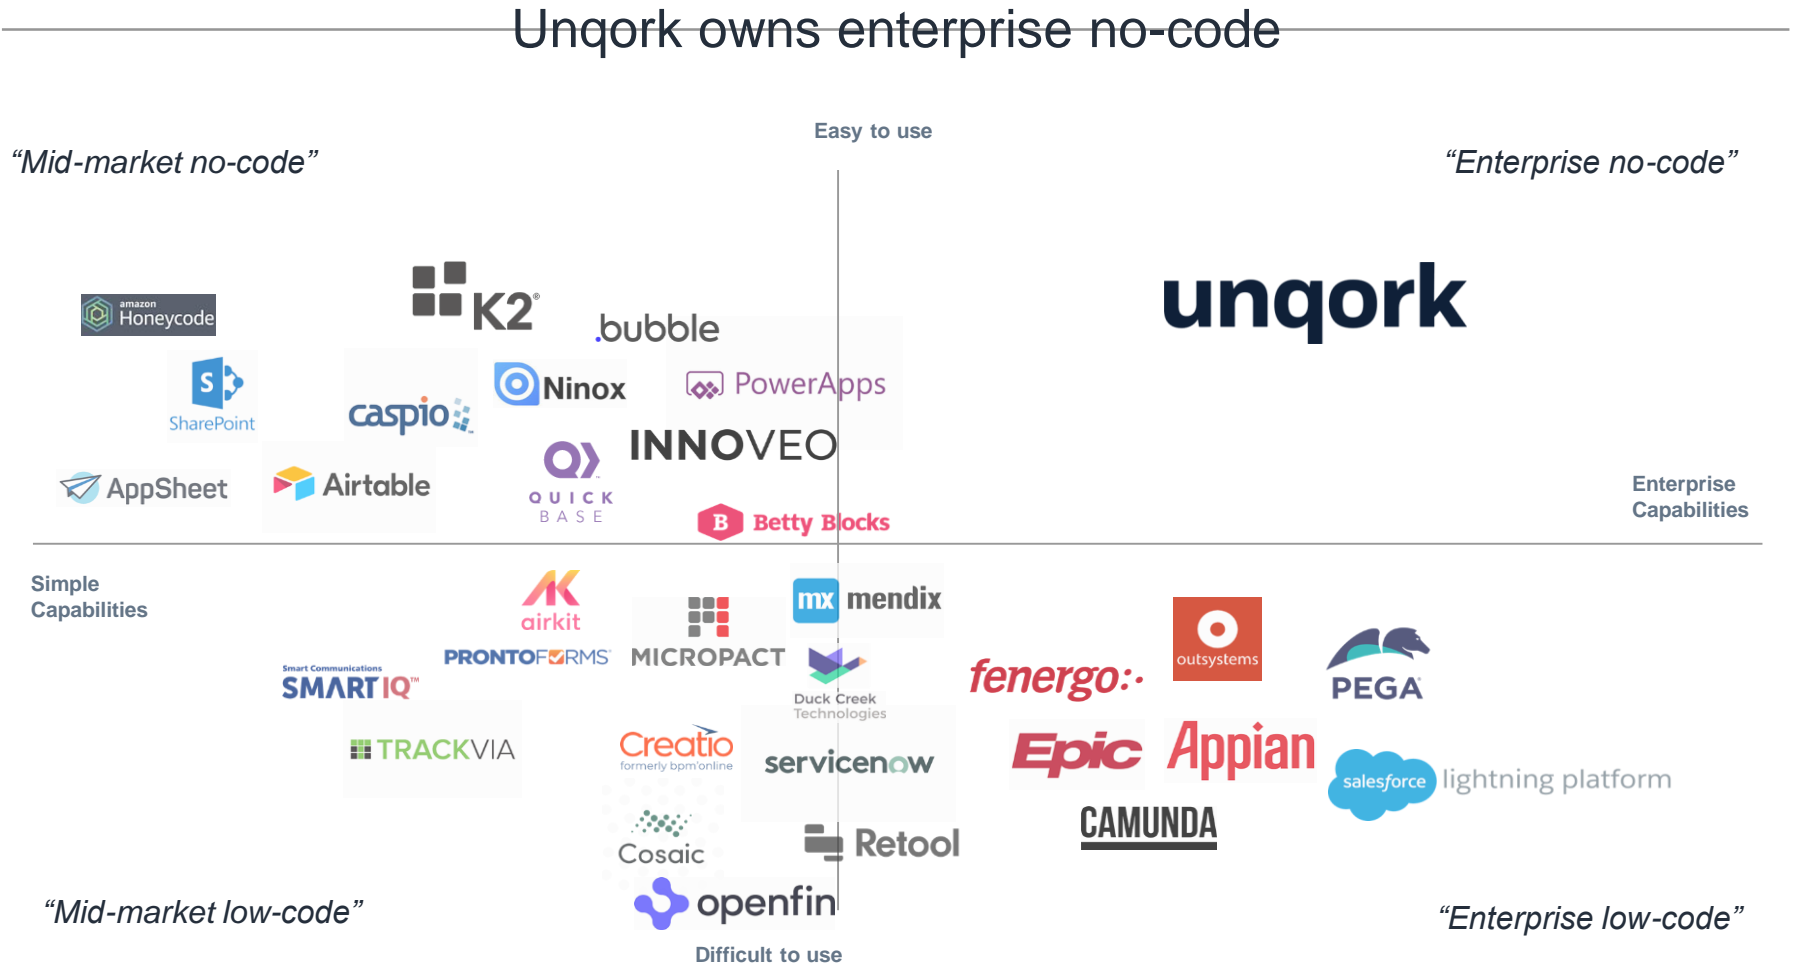 Unqork owns enterprise no-code
Easy to use
“Mid-market no-code”
“Enterprise no-code”
amazon
Honeycode
K2®
.bubble
unqork
SharePoint
caspio
Ninox
PowerApps
INNOVEO
AppSheet
Airtable
QUICK
BASE
B Betty Blocks
Enterprise
Capabilities
Simple
Capabilities
airkit
PRONTOFORMS
MICROPACT
mx mendix
outsystems
Smart Communications
SMART IQ™
Duck Creek
Technologies
fenergo:·
PEGA
TRACKVIA
Creatio
formerly bpm'online
servicenow
Epic
Appian
salesforce lightning platform
Cosaic
Retool
CAMUNDA
openfin
“Mid-market low-code”
“Enterprise low-code”
Difficult to use